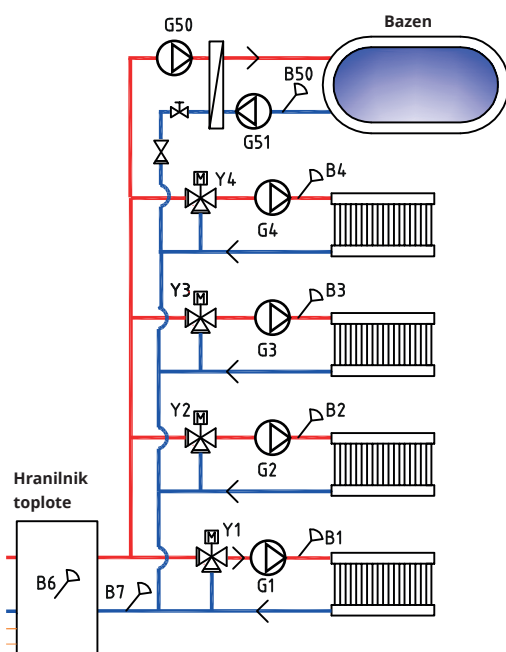 G50
Bazen
B50
G51
Y4
M
B4
G4
Y3
M
B3
G3
Y2
M
B2
G2
Hranilnik
toplote
Y1
M
B1
G1
B6
B7